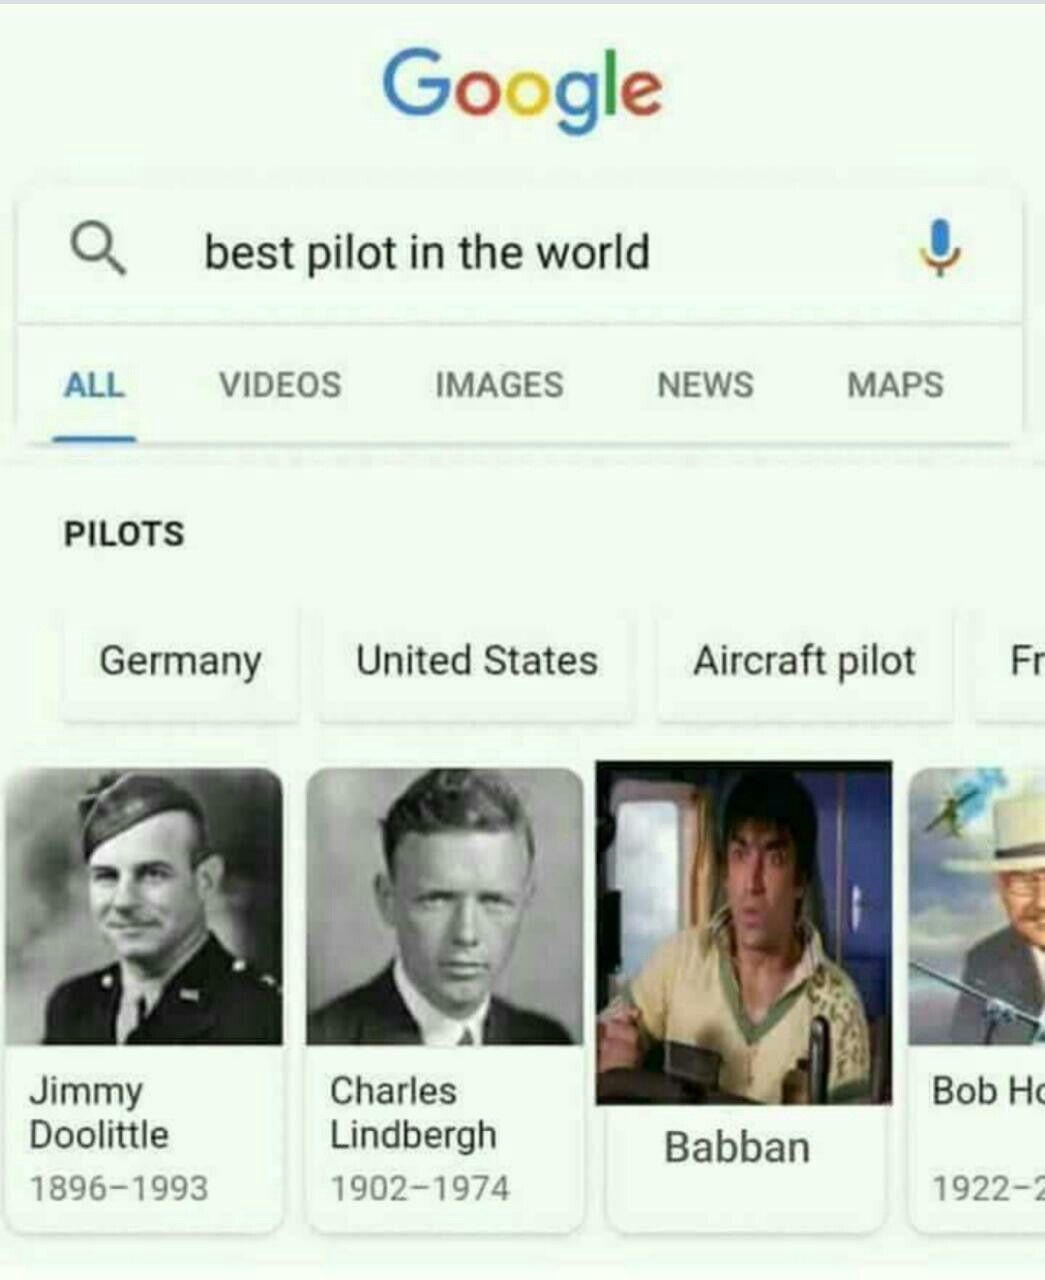 Google
best pilot in the world
ALL VIDEOS IMAGES NEWS MAPS
PILOTS
Germany United States Aircraft pilot Fr
Jimmy Doolittle
1896–1993
Charles Lindbergh
1902–1974
Babban
Bob Ho
1922–2